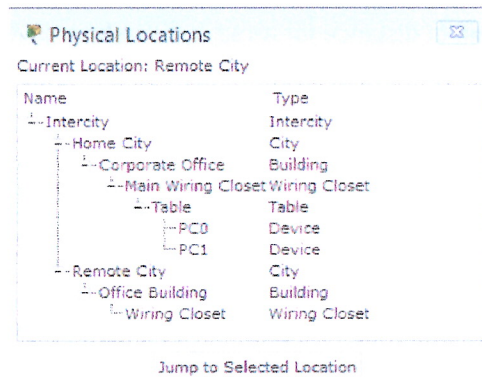 Physical Locations
Current Location: Remote City
Name Type
Intercity Intercity
Home City City
Corporate Office Building
Main Wiring Closet Wiring Closet
Table Table
PC0 Device
PC1 Device
Remote City City
Office Building Building
Wiring Closet Wiring Closet
Jump to Selected Location